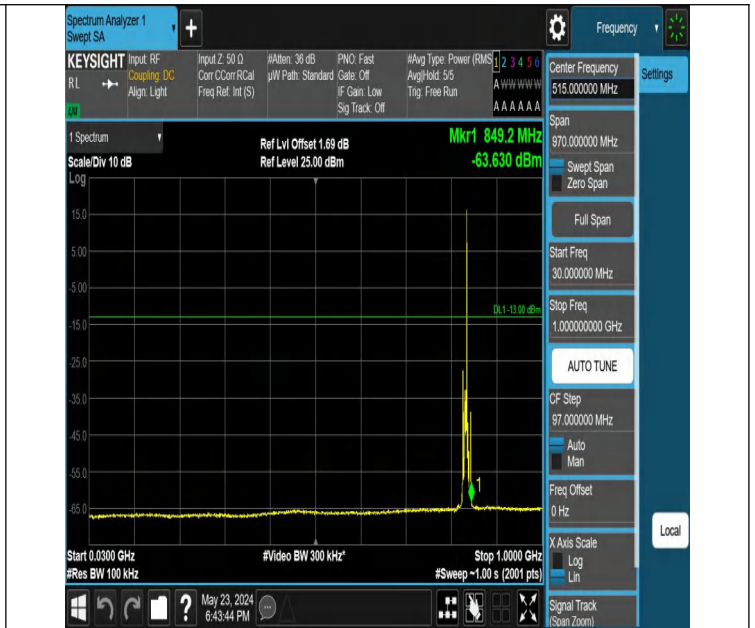 Spectrum Analyzer 1
Swept SA
Frequency
KEYSIGHT
RL
LXI
Input: RF
Coupling: DC
Align: Light
Input Z: 50 Ω
Corr CCorr RCal
Freq Ref: Int (S)
#Atten: 36 dB
µW Path: Standard
PNO: Fast
Gate: Off
IF Gain: Low
Sig Track: Off
#Avg Type: Power (RMS
Avg|Hold: 5/5
Trig: Free Run
1 2 3 4 5 6
A W W W W W
A A A A A A
1 Spectrum
Scale/Div 10 dB
Log
Ref Lvl Offset 1.69 dB
Ref Level 25.00 dBm
Mkr1 849.2 MHz
-63.630 dBm
15.0
5.00
-5.00
DL1 -13.00 dBm
-15.0
-25.0
-35.0
-45.0
-55.0
1
-65.0
Start 0.0300 GHz
#Video BW 300 kHz*
Stop 1.0000 GHz
#Res BW 100 kHz
#Sweep ~1.00 s (2001 pts)
May 23, 2024
6:43:44 PM
Center Frequency
515.000000 MHz
Span
970.000000 MHz
Swept Span
Zero Span
Full Span
Start Freq
30.000000 MHz
Stop Freq
1.000000000 GHz
AUTO TUNE
CF Step
97.000000 MHz
Auto
Man
Freq Offset
0 Hz
X Axis Scale
Log
Lin
Signal Track
(Span Zoom)
Settings
Local